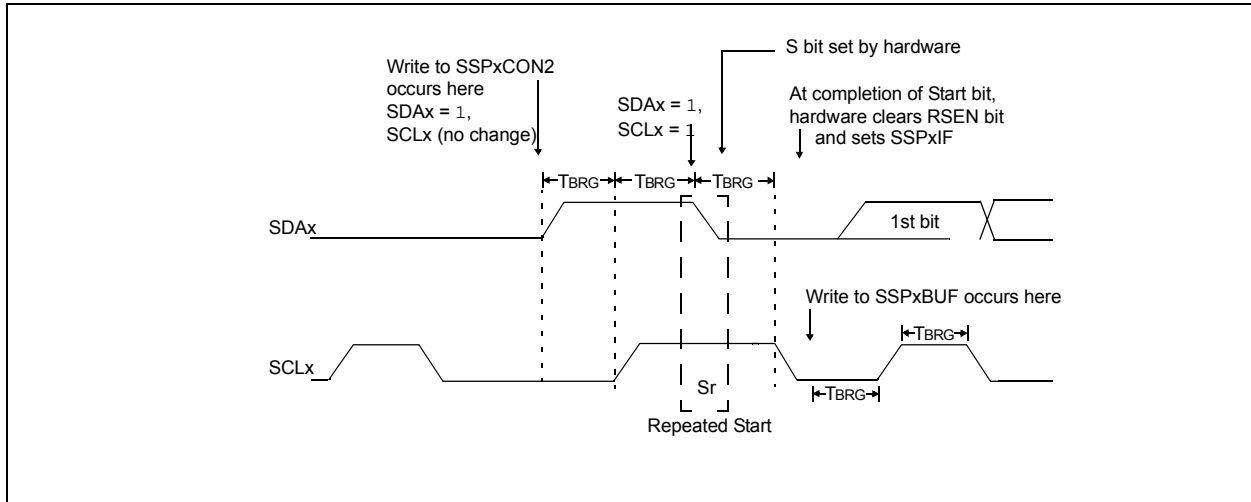 S bit set by hardware
Write to SSPxCON2
occurs here
SDAx = 1,
SCLx (no change)
SDAx = 1,
SCLx = 1
At completion of Start bit,
hardware clears RSEN bit
and sets SSPxIF
TBRG TBRG TBRG
SDAx
1st bit
Write to SSPxBUF occurs here
TBRG
SCLx
Sr
TBRG
Repeated Start